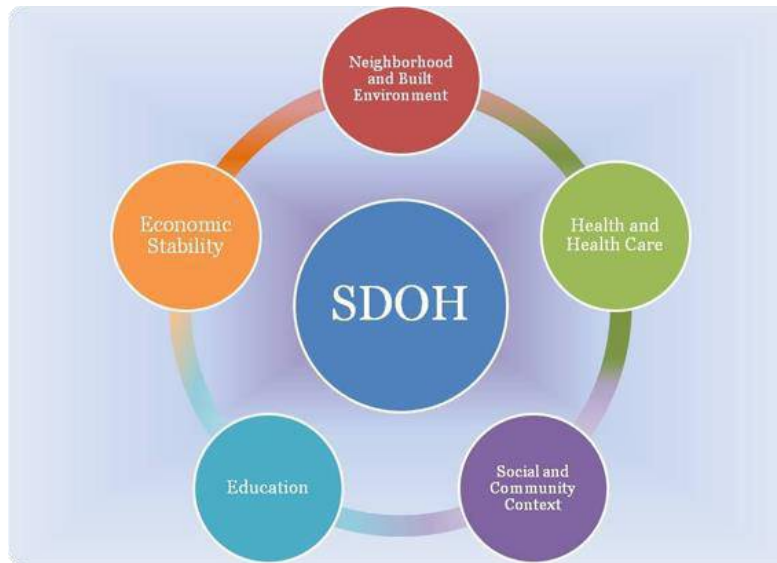 Neighborhood
and Built
Environment
Economic
Stability
Health and
Health Care
SDOH
Education
Social and
Community
Context